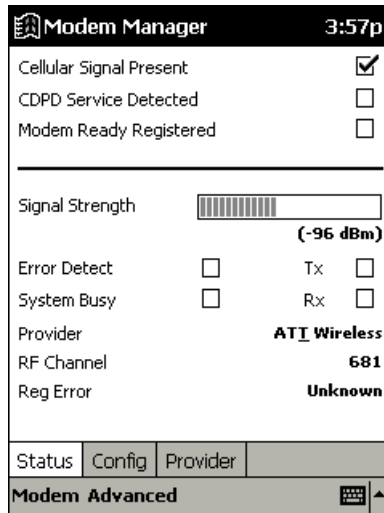 Modem Manager 3:57p
Cellular Signal Present
CDPD Service Detected
Modem Ready Registered
Signal Strength
(-96 dBm)
Error Detect Tx
System Busy Rx
Provider ATT Wireless
RF Channel 681
Reg Error Unknown
Status Config Provider
Modem Advanced